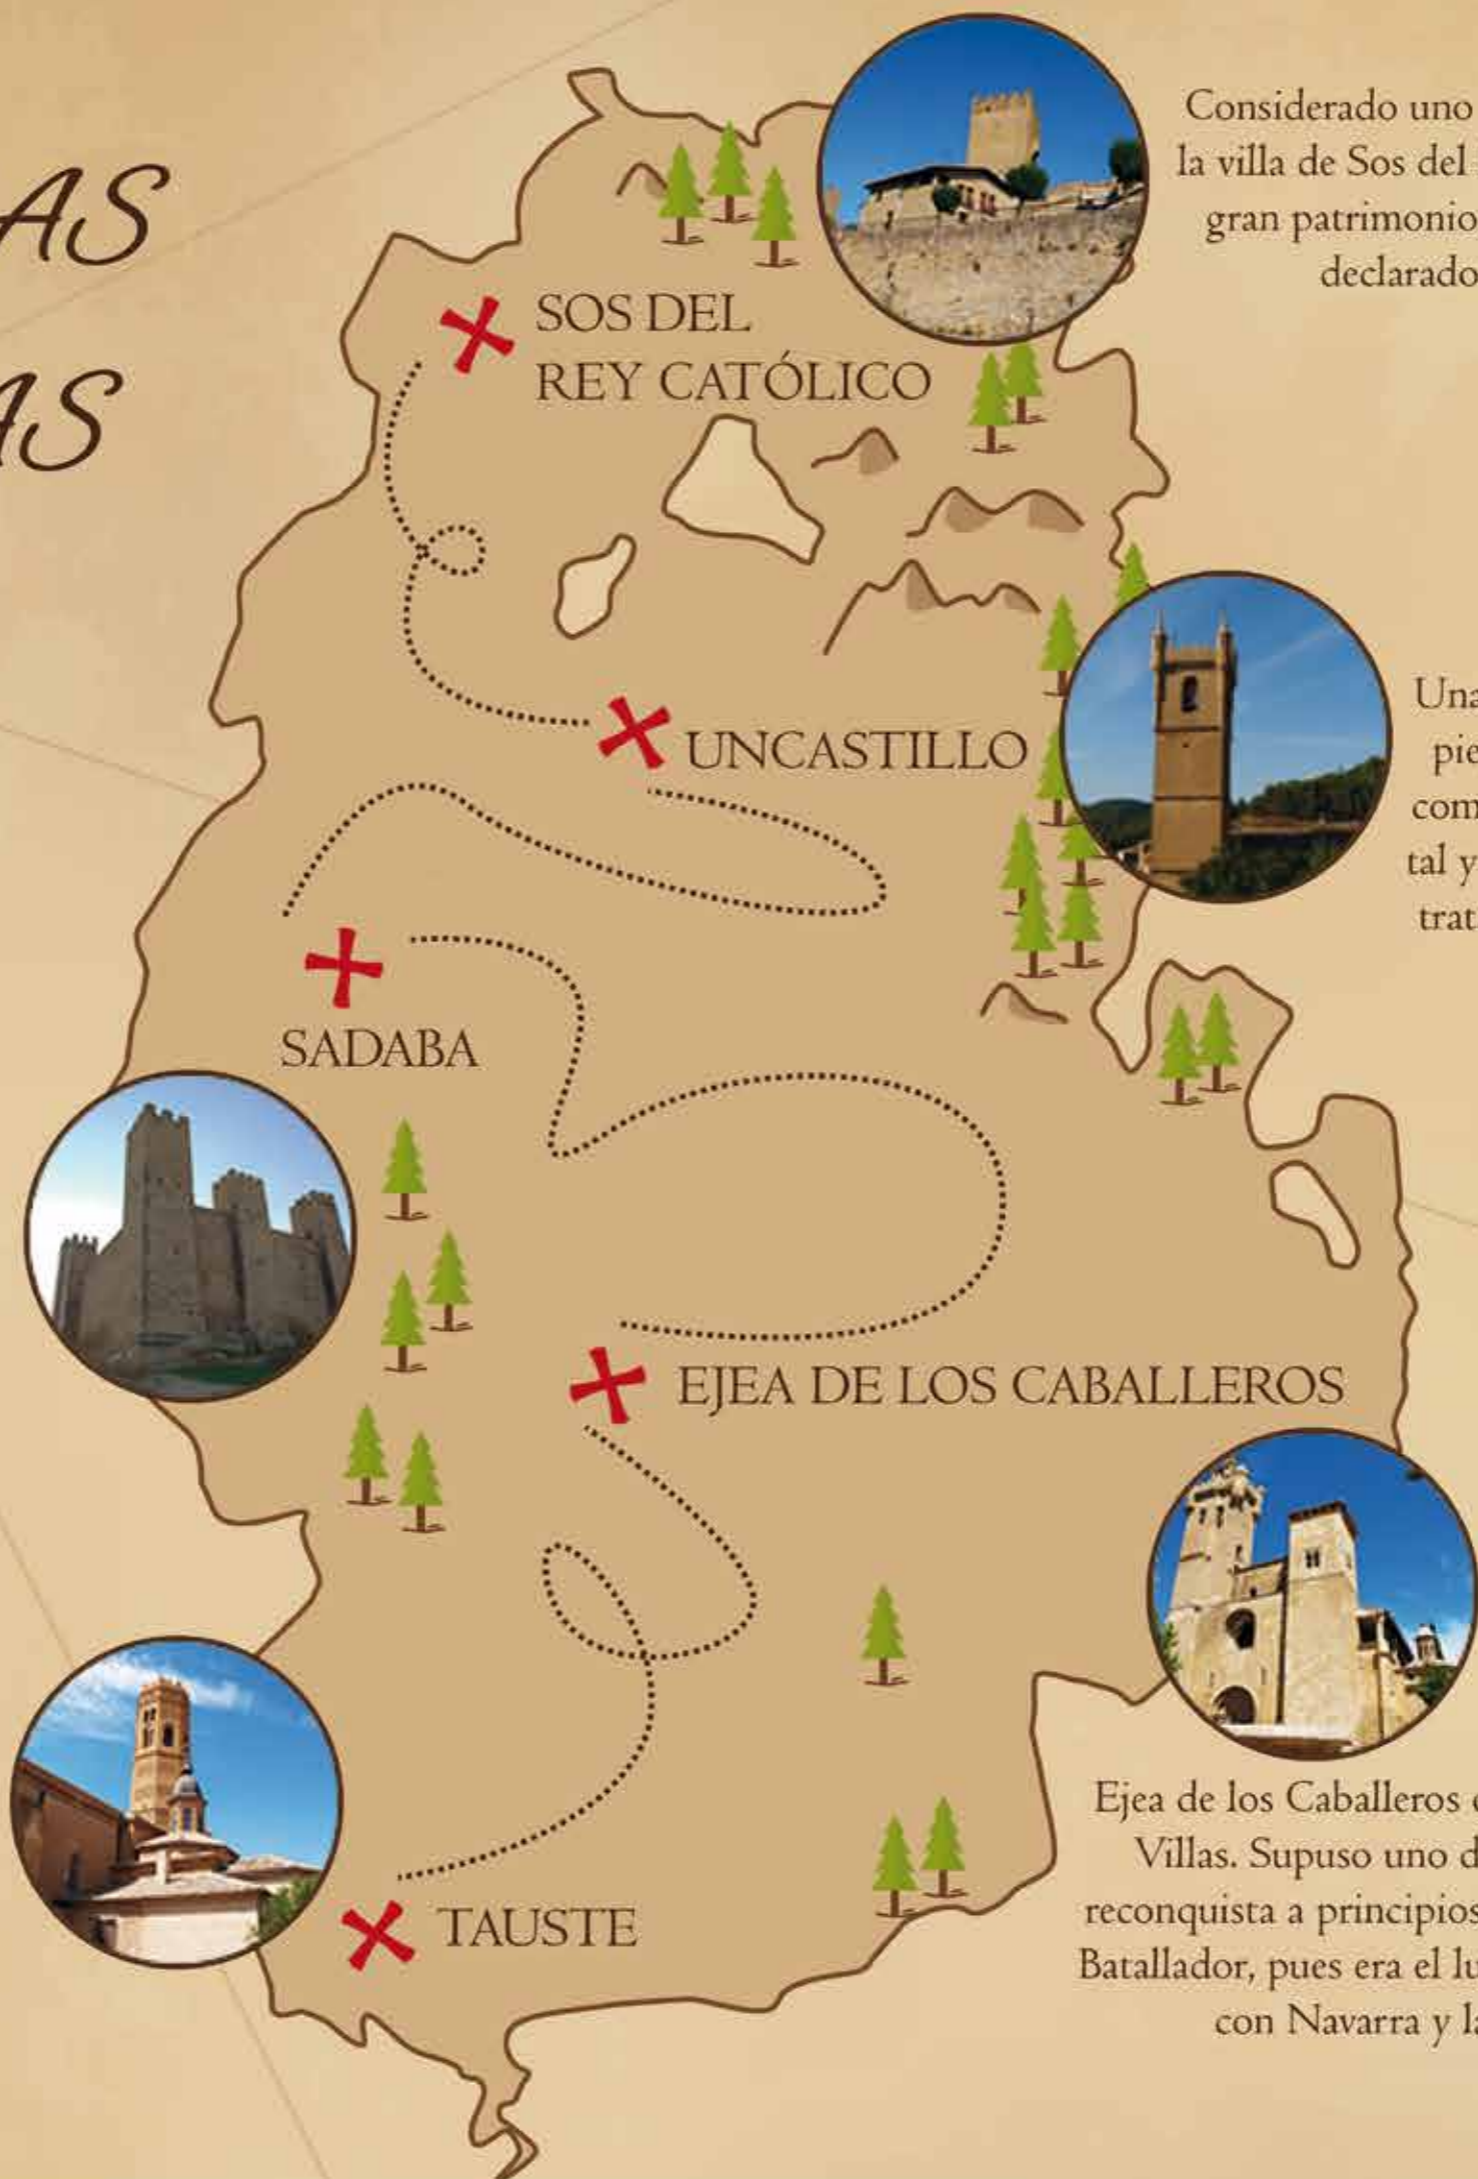 AS
AS
Considerado uno
la villa de Sos del
gran patrimonio
declarado
SOS DEL
REY CATÓLICO
UNCASTILLO
Una
pie
com
tal y
trat
SADABA
EJEA DE LOS CABALLEROS
Ejea de los Caballeros
Villas. Supuso uno d
reconquista a principios
Batallador, pues era el lu
con Navarra y la
TAUSTE